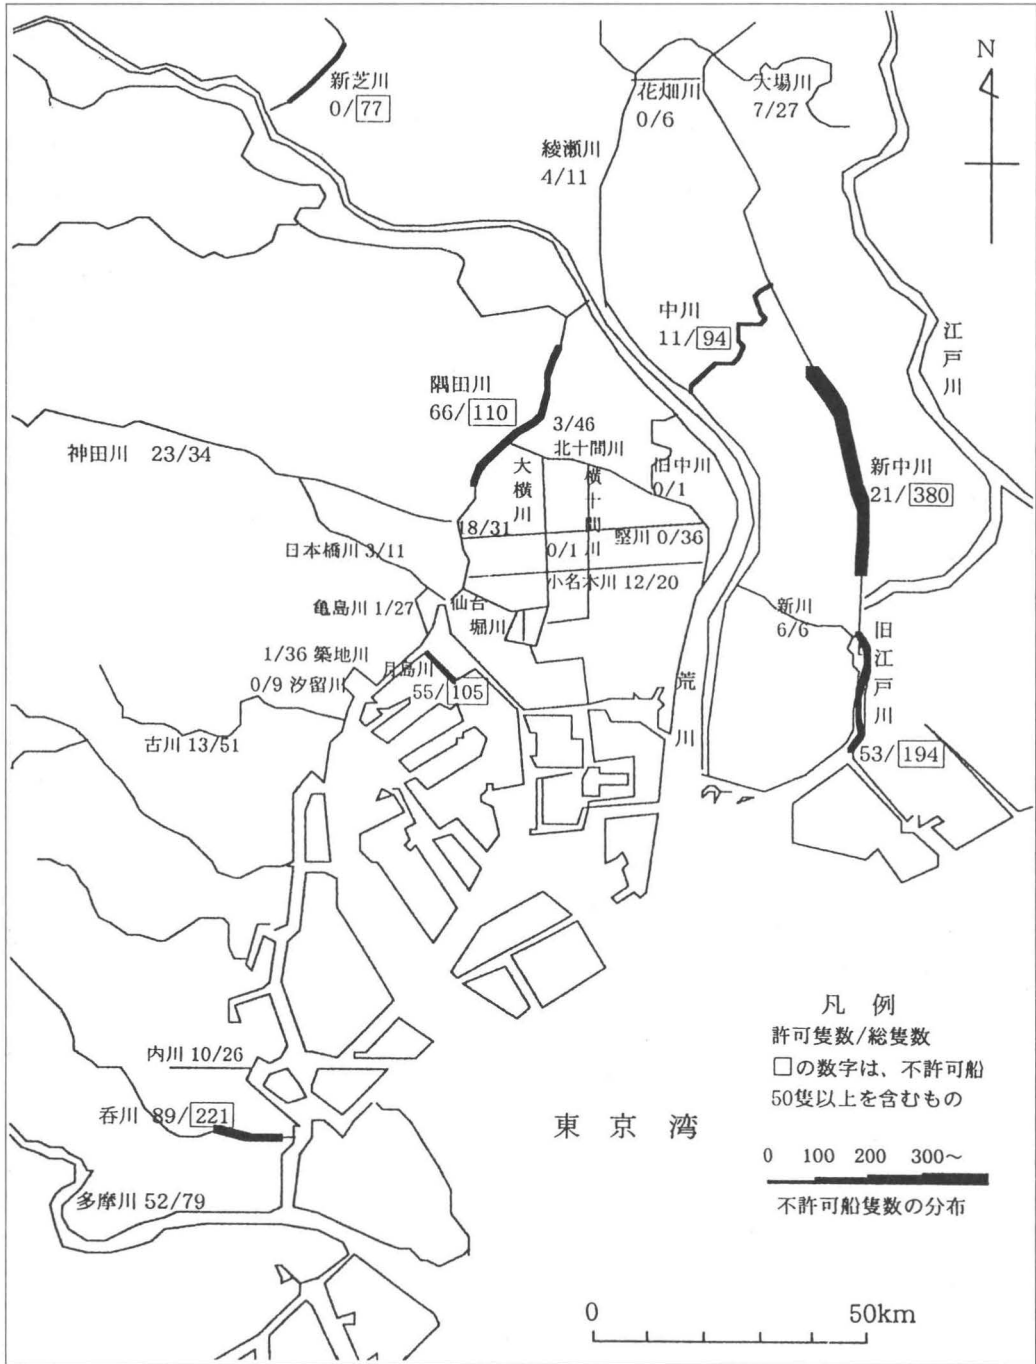 新芝川
0/77
花畑川
0/6
大場川
7/27
N
綾瀬川
4/11
中川
11/94
江戸川
隅田川
66/110
3/46
北十間川
神田川 23/34
大横川
横十間川
旧中川
0/1
新中川
21/380
18/31
日本橋川 3/11
0/1
竪川 0/36
小名木川 12/20
亀島川 1/27
仙台
堀川
新川
6/6
旧江戸川
1/36 築地川
月島川
0/9 汐留川
55/105
荒川
古川 13/51
53/194
凡 例
許可隻数/総隻数
□の数字は、不許可船
50隻以上を含むもの
内川 10/26
呑川 89/221
東 京 湾
0 100 200 300〜
不許可船隻数の分布
多摩川 52/79
0 50km